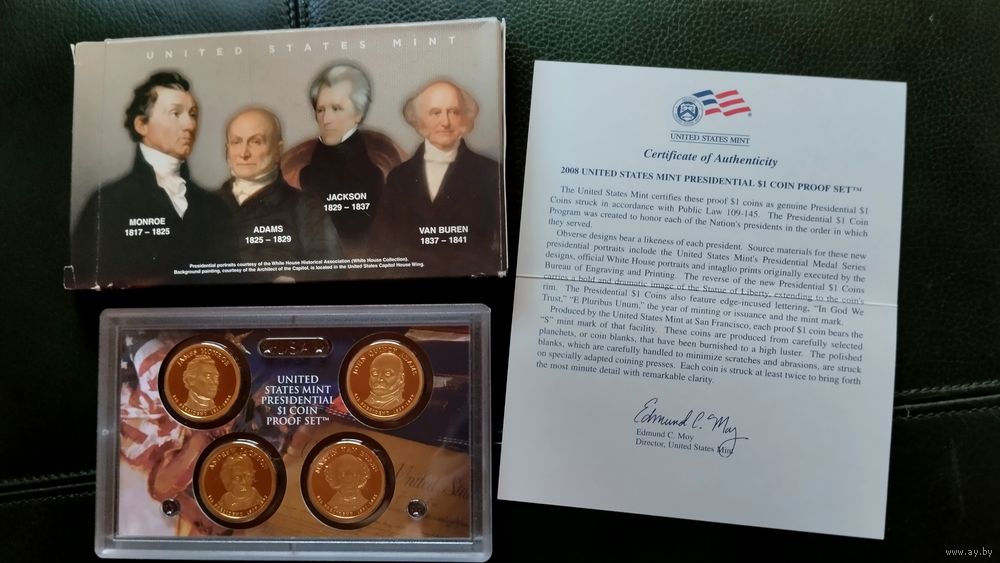 UNITED STATES MINT
MONROE
1817 – 1825
ADAMS
1825 – 1829
JACKSON
1829 – 1837
VAN BUREN
1837 – 1841
Presidential portraits courtesy of the White House Historical Association (White House Collection).
Background painting, courtesy of the Architect of the Capitol, is located in the United States Capitol House Wing.
USA
UNITED
STATES MINT
PRESIDENTIAL
$1 COIN
PROOF SET™
JAMES MONROE
JOHN QUINCY ADAMS
ANDREW JACKSON
MARTIN VAN BUREN
United States
UNITED STATES MINT
Certificate of Authenticity
2008 UNITED STATES MINT PRESIDENTIAL $1 COIN PROOF SET™
The United States Mint certifies these proof $1 coins as genuine Presidential $1
Coins struck in accordance with Public Law 109-145. The Presidential $1 Coin
Program was created to honor each of the Nation's presidents in the order in which
they served.
Obverse designs bear a likeness of each president. Source materials for these new
presidential portraits include the United States Mint's Presidential Medal Series
designs, official White House portraits and intaglio prints originally executed by the
Bureau of Engraving and Printing. The reverse of the new Presidential $1 Coins
carries a bold and dramatic image of the Statue of Liberty, extending to the coin's
rim. The Presidential $1 Coins also feature edge-incused lettering, "In God We
Trust," "E Pluribus Unum," the year of minting or issuance and the mint mark.
Produced by the United States Mint at San Francisco, each proof $1 coin bears the
"S" mint mark of that facility. These coins are produced from carefully selected
planchets, or coin blanks, that have been burnished to a high luster. The polished
blanks, which are carefully handled to minimize scratches and abrasions, are struck
on specially adapted coining presses. Each coin is struck at least twice to bring forth
the most minute detail with remarkable clarity.
Edmund C. Moy
Edmund C. Moy
Director, United States Mint
www.ay.by